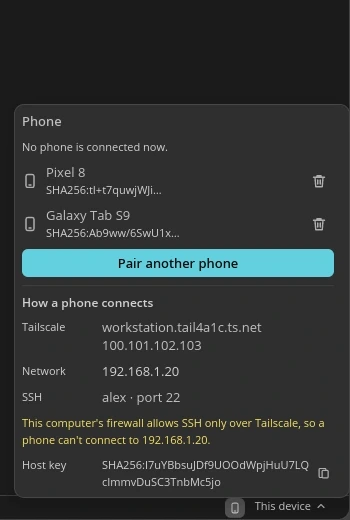 Phone
No phone is connected now.
Pixel 8
SHA256:tI+t7quwjWJi...
Galaxy Tab S9
SHA256:Ab9ww/6SwU1x...
Pair another phone
How a phone connects
Tailscale workstation.tail4a1c.ts.net
100.101.102.103
Network 192.168.1.20
SSH alex · port 22
This computer's firewall allows SSH only over Tailscale, so a
phone can't connect to 192.168.1.20.
Host key SHA256:I7uYBbsuJDf9UOOdWpjHuU7LQ
cImmvDuSC3TnbMc5jo
This device